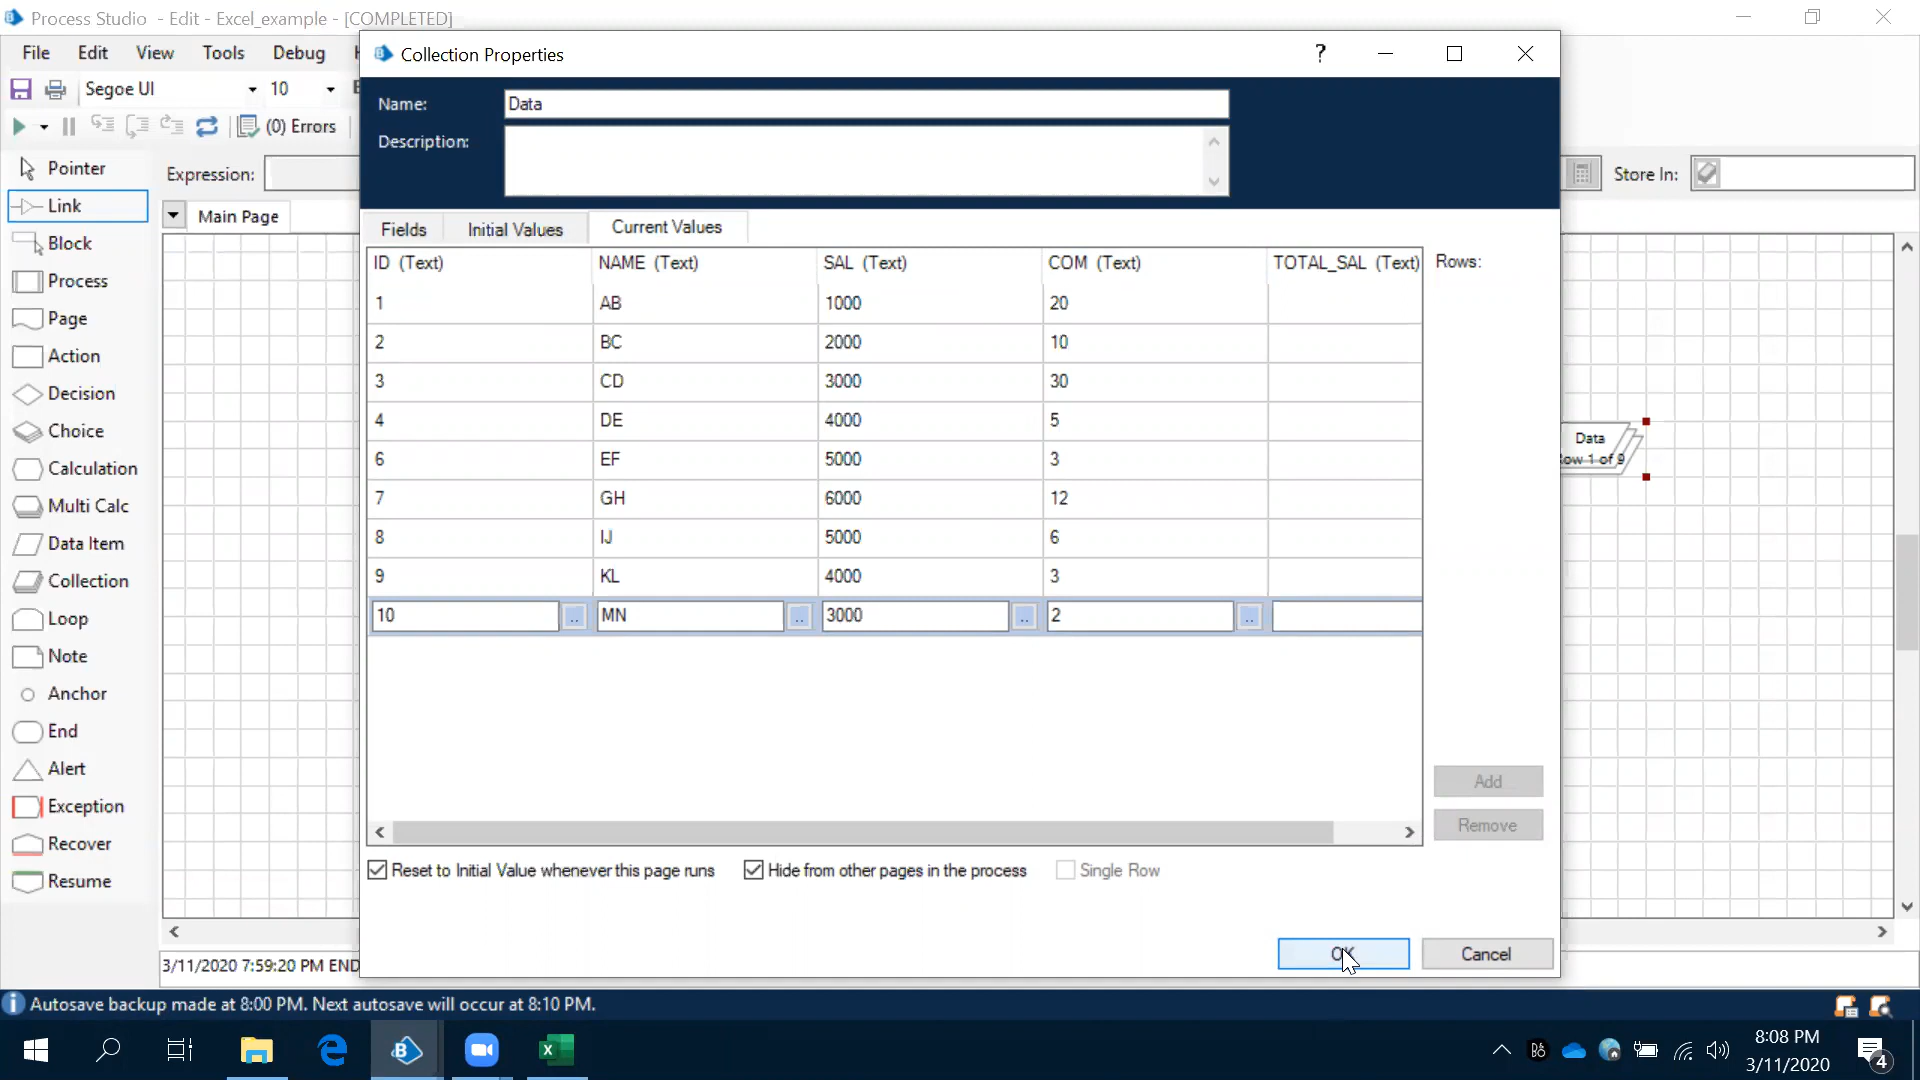 Process Studio - Edit - Excel_example - [COMPLETED]
File Edit View Tools Debug
Segoe UI 10
(0) Errors
Pointer
Link
Block
Process
Page
Action
Decision
Choice
Calculation
Multi Calc
Data Item
Collection
Loop
Note
Anchor
End
Alert
Exception
Recover
Resume
Expression:
Store In:
Main Page
Collection Properties
?
Name: Data
Description:
Fields Initial Values Current Values
ID (Text) NAME (Text) SAL (Text) COM (Text) TOTAL_SAL (Text) Rows:
1 AB 1000 20
2 BC 2000 10
3 CD 3000 30
4 DE 4000 5
6 EF 5000 3
7 GH 6000 12
8 IJ 5000 6
9 KL 4000 3
10 .. MN .. 3000 .. 2 ..
Add
Remove
Reset to Initial Value whenever this page runs Hide from other pages in the process Single Row
OK Cancel
Data
Row 1 of 9
3/11/2020 7:59:20 PM END
Autosave backup made at 8:00 PM. Next autosave will occur at 8:10 PM.
8:08 PM
3/11/2020
4